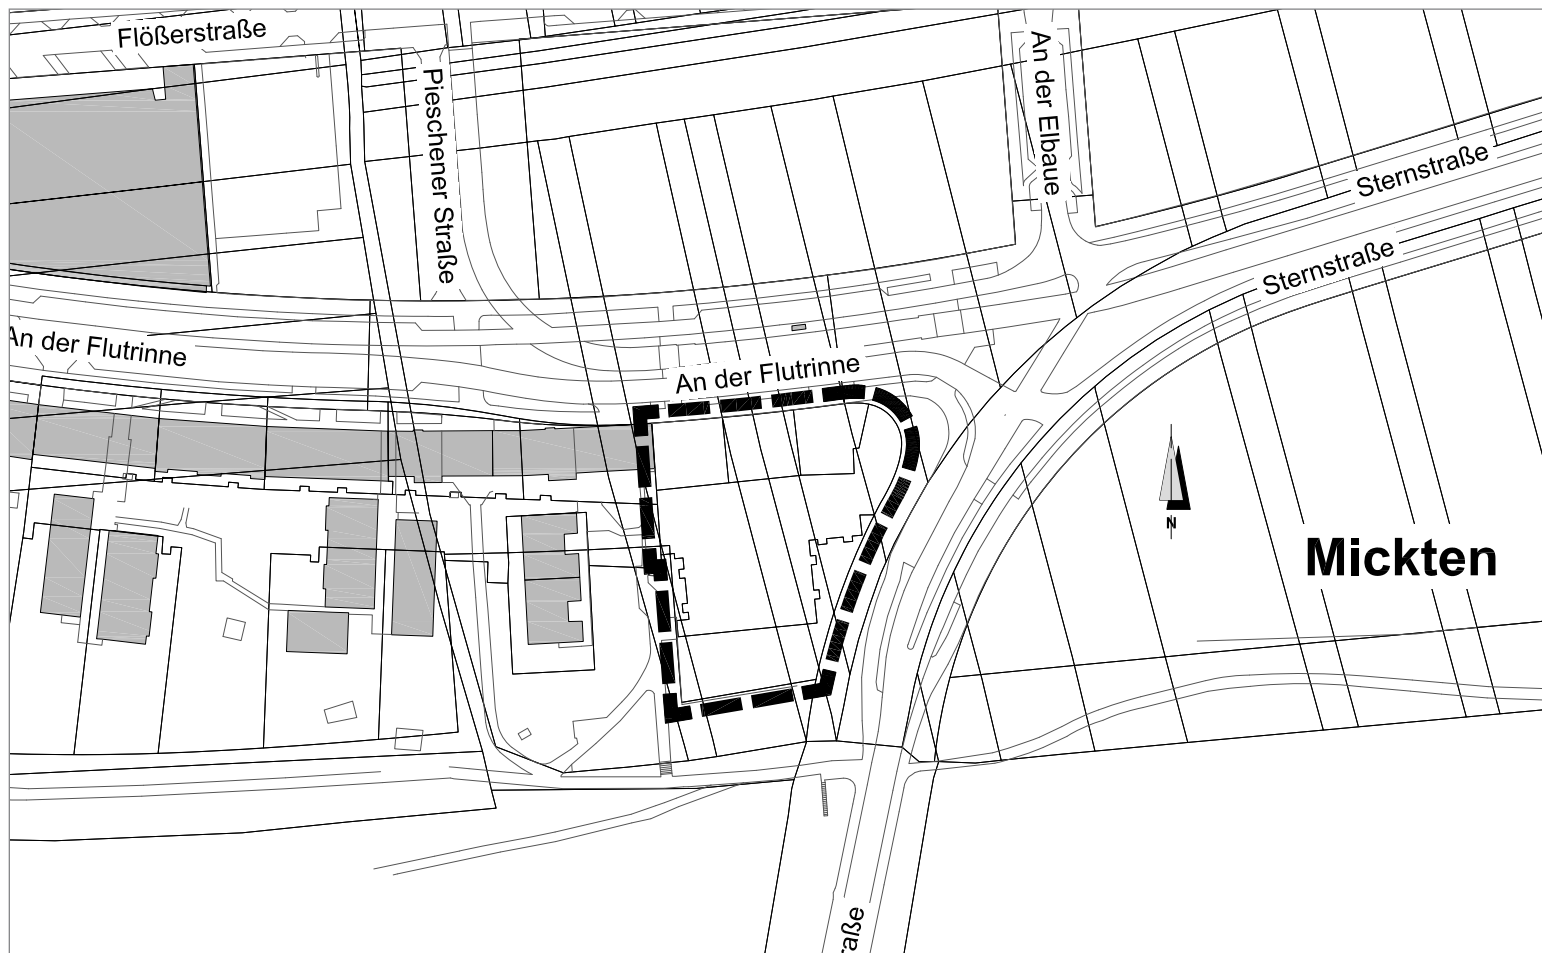 Flößerstraße
Pieschener Straße
An der Elbaue
Sternstraße
Sternstraße
An der Flutrinne
An der Flutrinne
N
Mickten
raße